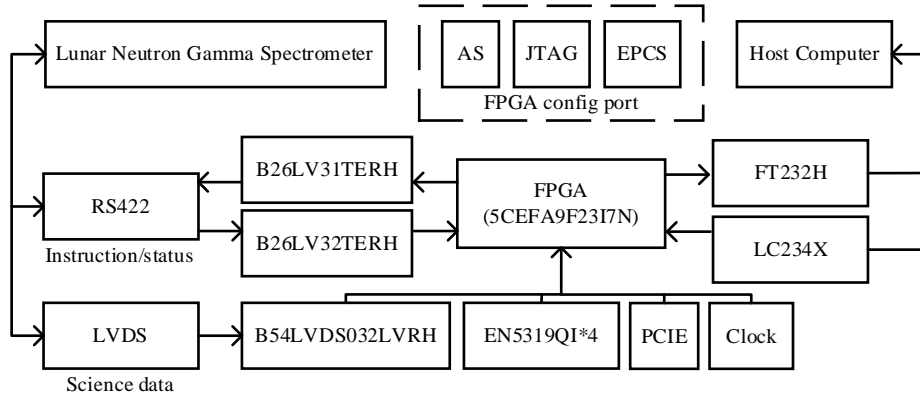 Lunar Neutron Gamma Spectrometer
AS
JTAG
EPCS
FPGA config port
Host Computer
B26LV31TERH
RS422
Instruction/status
B26LV32TERH
FPGA
(5CEFA9F23I7N)
FT232H
LC234X
LVDS
Science data
B54LVDS032LVRH
EN5319QI*4
PCIE
Clock